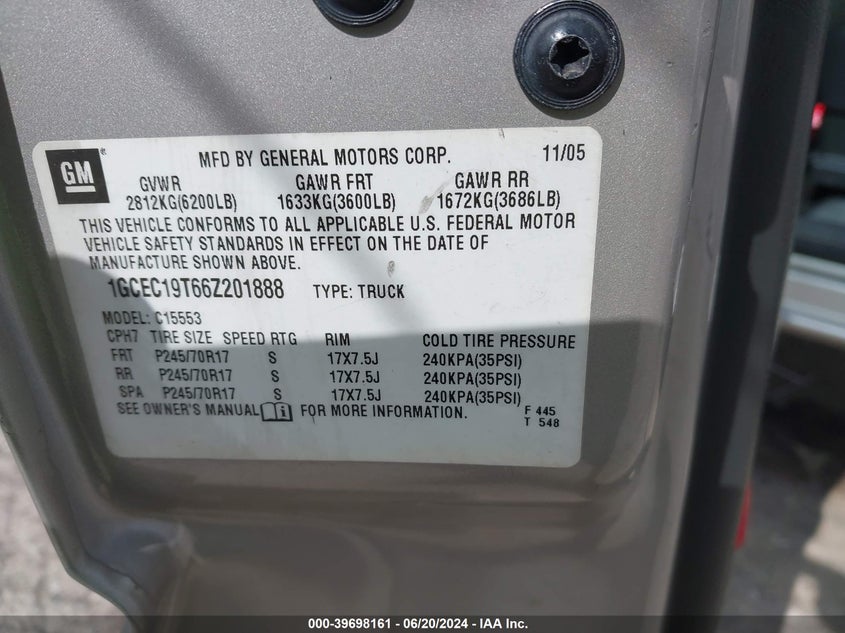 GM
MFD BY GENERAL MOTORS CORP. 11/05
GVWR GAWR FRT GAWR RR
2812KG(6200LB) 1633KG(3600LB) 1672KG(3686LB)
THIS VEHICLE CONFORMS TO ALL APPLICABLE U.S. FEDERAL MOTOR
VEHICLE SAFETY STANDARDS IN EFFECT ON THE DATE OF
MANUFACTURE SHOWN ABOVE.
1GCEC19T66Z201888 TYPE: TRUCK
MODEL: C15553
CPH7 TIRE SIZE SPEED RTG RIM COLD TIRE PRESSURE
FRT P245/70R17 S 17X7.5J 240KPA(35PSI)
RR P245/70R17 S 17X7.5J 240KPA(35PSI)
SPA P245/70R17 S 17X7.5J 240KPA(35PSI)
SEE OWNER'S MANUAL FOR MORE INFORMATION. F 445
T 548
000-39698161 - 06/20/2024 - IAA Inc.